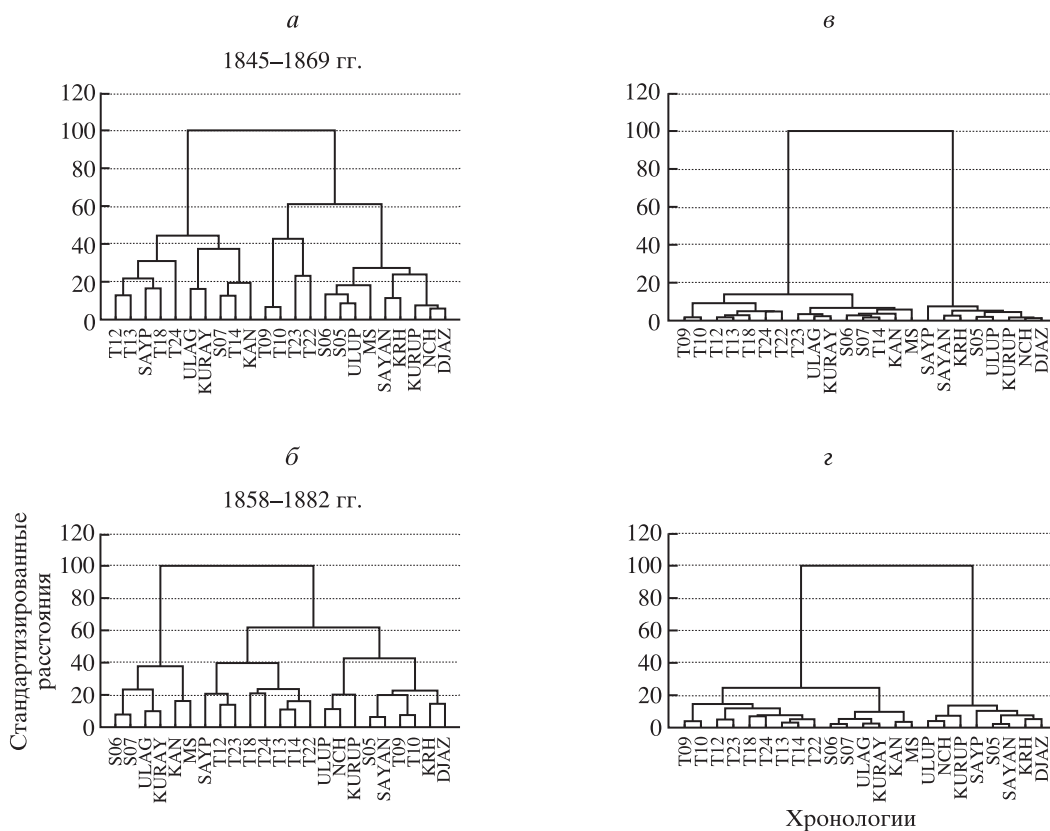 а
1845–1869 гг.
120
100
80
60
40
20
0
T12
T13
SAYP
T18
T24
ULAG
KURAY
S07
T14
KAN
T09
T10
T23
T22
S06
S05
ULUP
MS
SAYAN
KRH
KURUP
NCH
DJAZ
в
120
100
80
60
40
20
0
T09
T10
T12
T13
T18
T24
T22
T23
ULAG
KURAY
S06
S07
T14
KAN
MS
SAYP
SAYAN
KRH
S05
ULUP
KURUP
NCH
DJAZ
б
1858–1882 гг.
Стандартизированные
расстояния
120
100
80
60
40
20
0
S06
S07
ULAG
KURAY
KAN
MS
SAYP
T12
T23
T18
T24
T13
T14
T22
ULUP
NCH
KURUP
S05
SAYAN
T09
T10
KRH
DJAZ
г
120
100
80
60
40
20
0
T09
T10
T12
T23
T18
T24
T13
T14
T22
S06
S07
ULAG
KURAY
KAN
MS
ULUP
NCH
KURUP
SAYP
S05
SAYAN
KRH
DJAZ
Хронологии